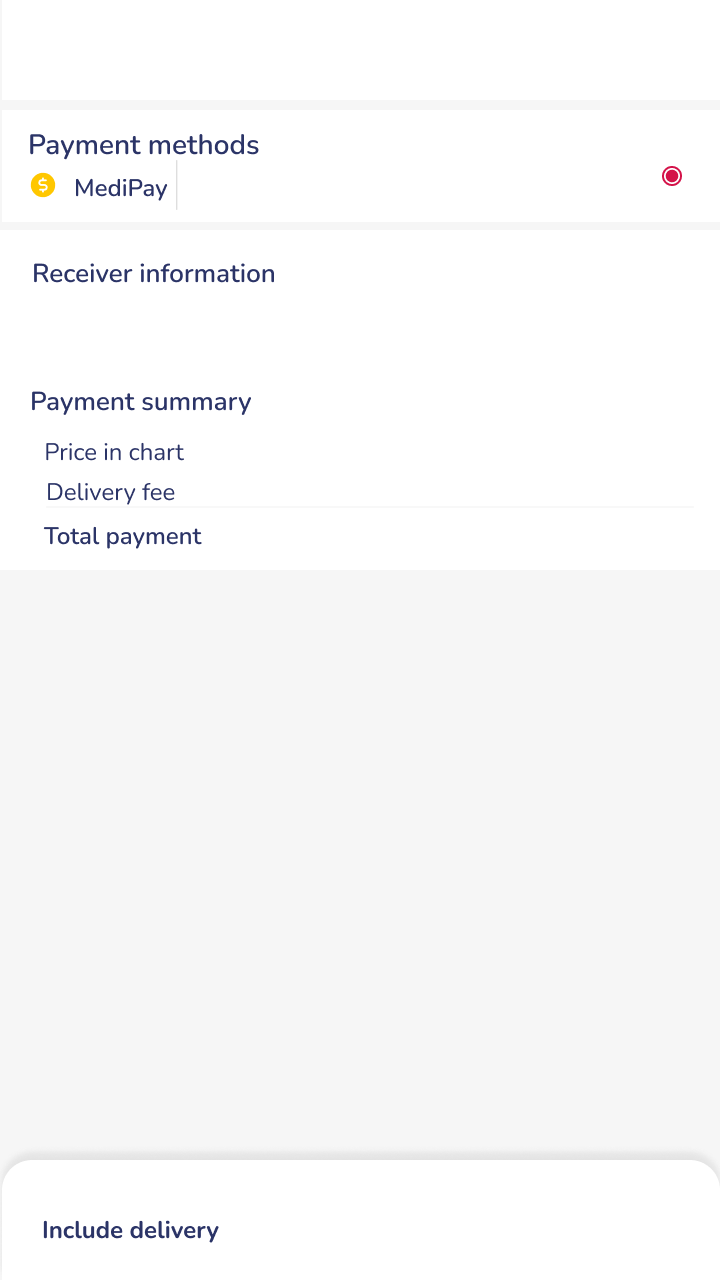 Payment methods
$ MediPay
Receiver information
Payment summary
Price in chart
Delivery fee
Total payment
Include delivery